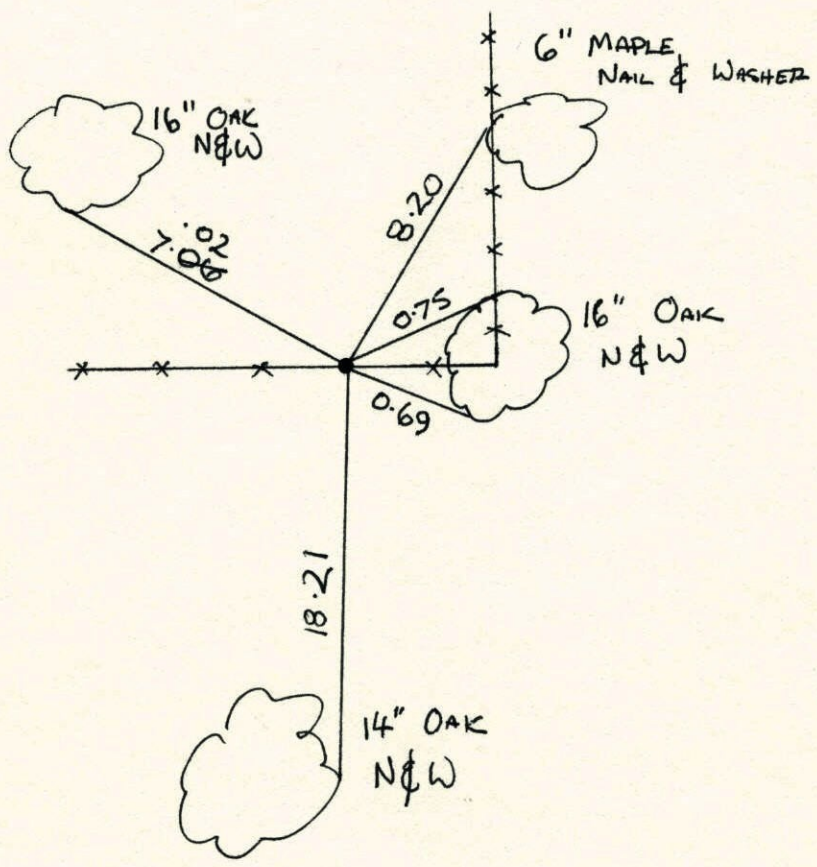 6" MAPLE
NAIL & WASHER
16" OAK
N&W
.02
7.06
8.20
0.75
16" OAK
N&W
0.69
18.21
14" OAK
N&W